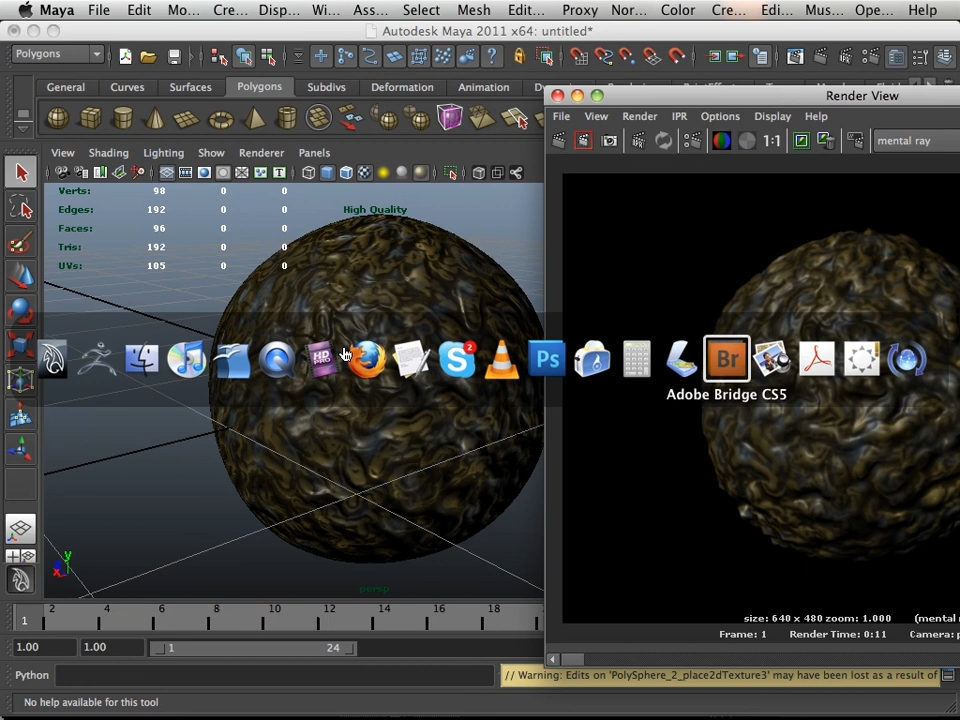 Maya File Edit Mo... Cre... Disp... Wi... Ass... Select Mesh Edit... Proxy Nor... Color Cre... Edi... Mus... Ope... Help
Autodesk Maya 2011 x64: untitled*
Polygons
General Curves Surfaces Polygons Subdivs Deformation Animation
Render View
File View Render IPR Options Display Help
1:1 mental ray
View Shading Lighting Show Renderer Panels
Verts: 98 0 0
Edges: 192 0 0
Faces: 96 0 0
Tris: 192 0 0
UVs: 105 0 0
High Quality
HD PRO
2
Ps
Br
Adobe Bridge CS5
y
x
persp
size: 640 x 480 zoom: 1.000 (mental
Frame: 1 Render Time: 0:11 Camera: p
1 2 4 6 8 10 12 14 16 18
1.00 1.00 1 24
Python
// Warning: Edits on 'PolySphere_2_place2dTexture3' may have been lost as a result of
No help available for this tool